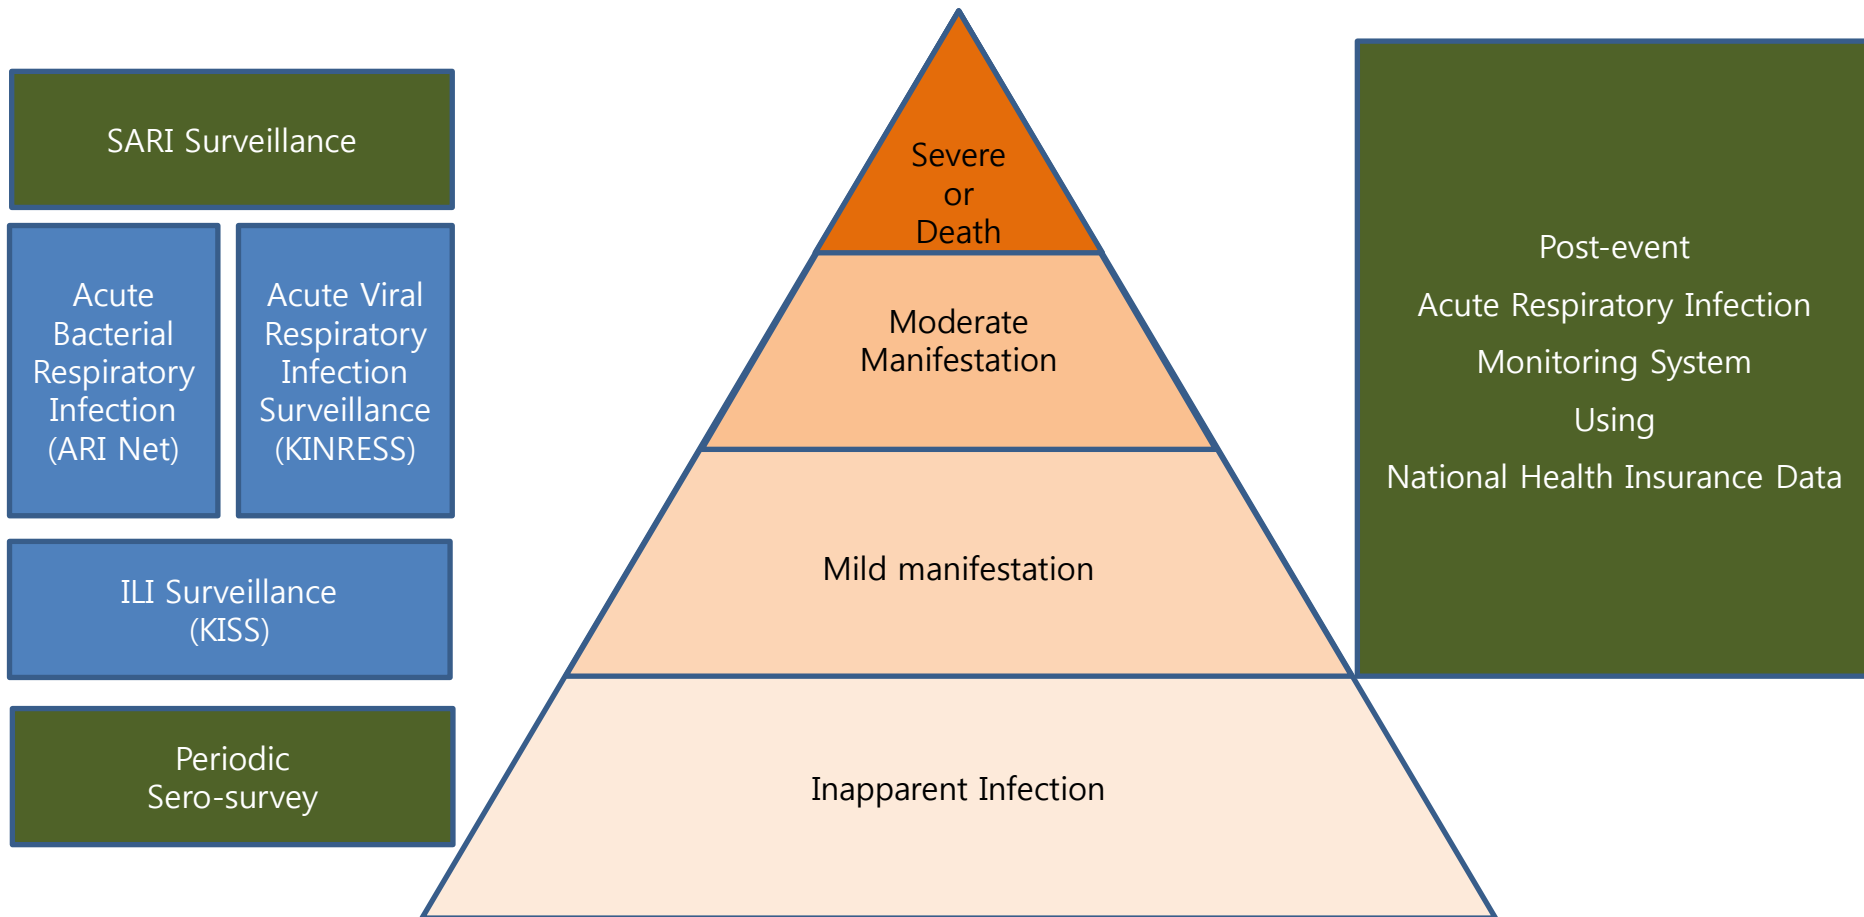 SARI Surveillance
Acute
Bacterial
Respiratory
Infection
(ARI Net)
Acute Viral
Respiratory
Infection
Surveillance
(KINRESS)
ILI Surveillance
(KISS)
Periodic
Sero-survey
Severe
or
Death
Moderate
Manifestation
Mild manifestation
Inapparent Infection
Post-event
Acute Respiratory Infection
Monitoring System
Using
National Health Insurance Data